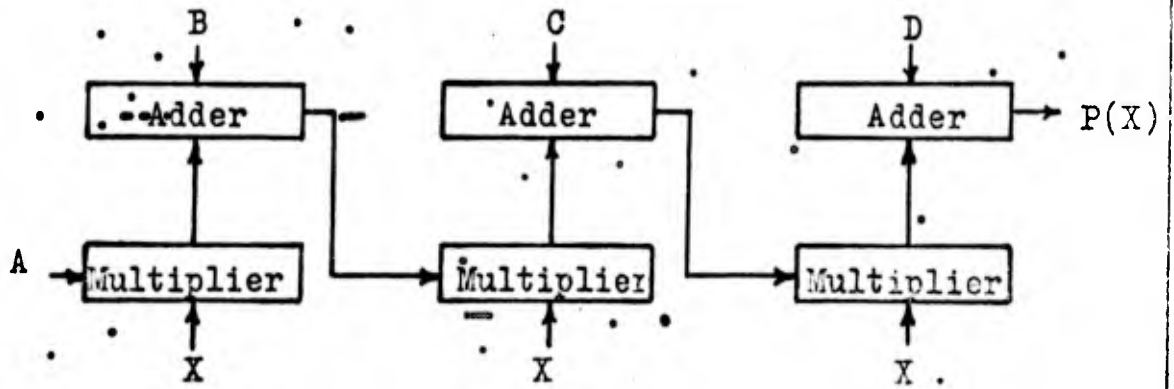 B C D
Adder Adder Adder P(X)
A Multiplier Multiplier Multiplier
X X X